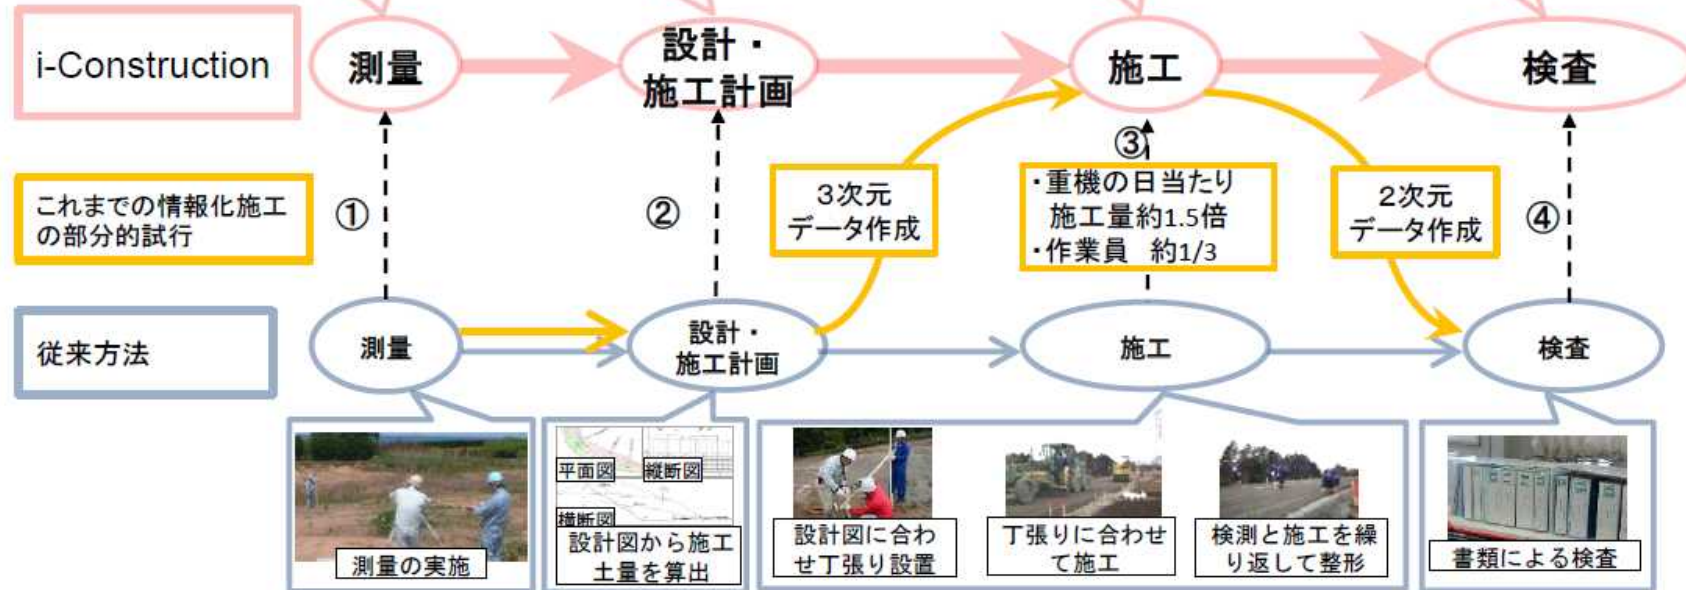 i-Construction
測量
設計・
施工計画
施工
検査
これまでの情報化施工
の部分的試行
①
②
3次元
データ作成
③
・重機の日当たり
施工量約1.5倍
・作業員 約1/3
2次元
データ作成
④
従来方法
測量
設計・
施工計画
施工
検査
測量の実施
平面図
縦断図
横断図
設計図から施工
土量を算出
設計図に合わ
せ丁張り設置
丁張りに合わせ
て施工
検測と施工を繰
り返して整形
書類による検査